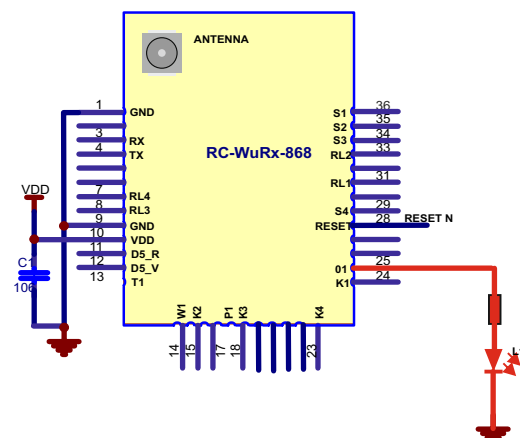 ANTENNA
RC-WuRx-868
1 GND
3 RX
4 TX
7 RL4
8 RL3
9 GND
10 VDD
11 D5_R
12 D5_V
13 T1
36 S1
35 S2
34 S3
33 RL2
31 RL1
29 S4
28 RESET
RESET N
25 01
24 K1
W1 K2 P1 K3 K4
14 15 17 18 23
VDD
C1
106